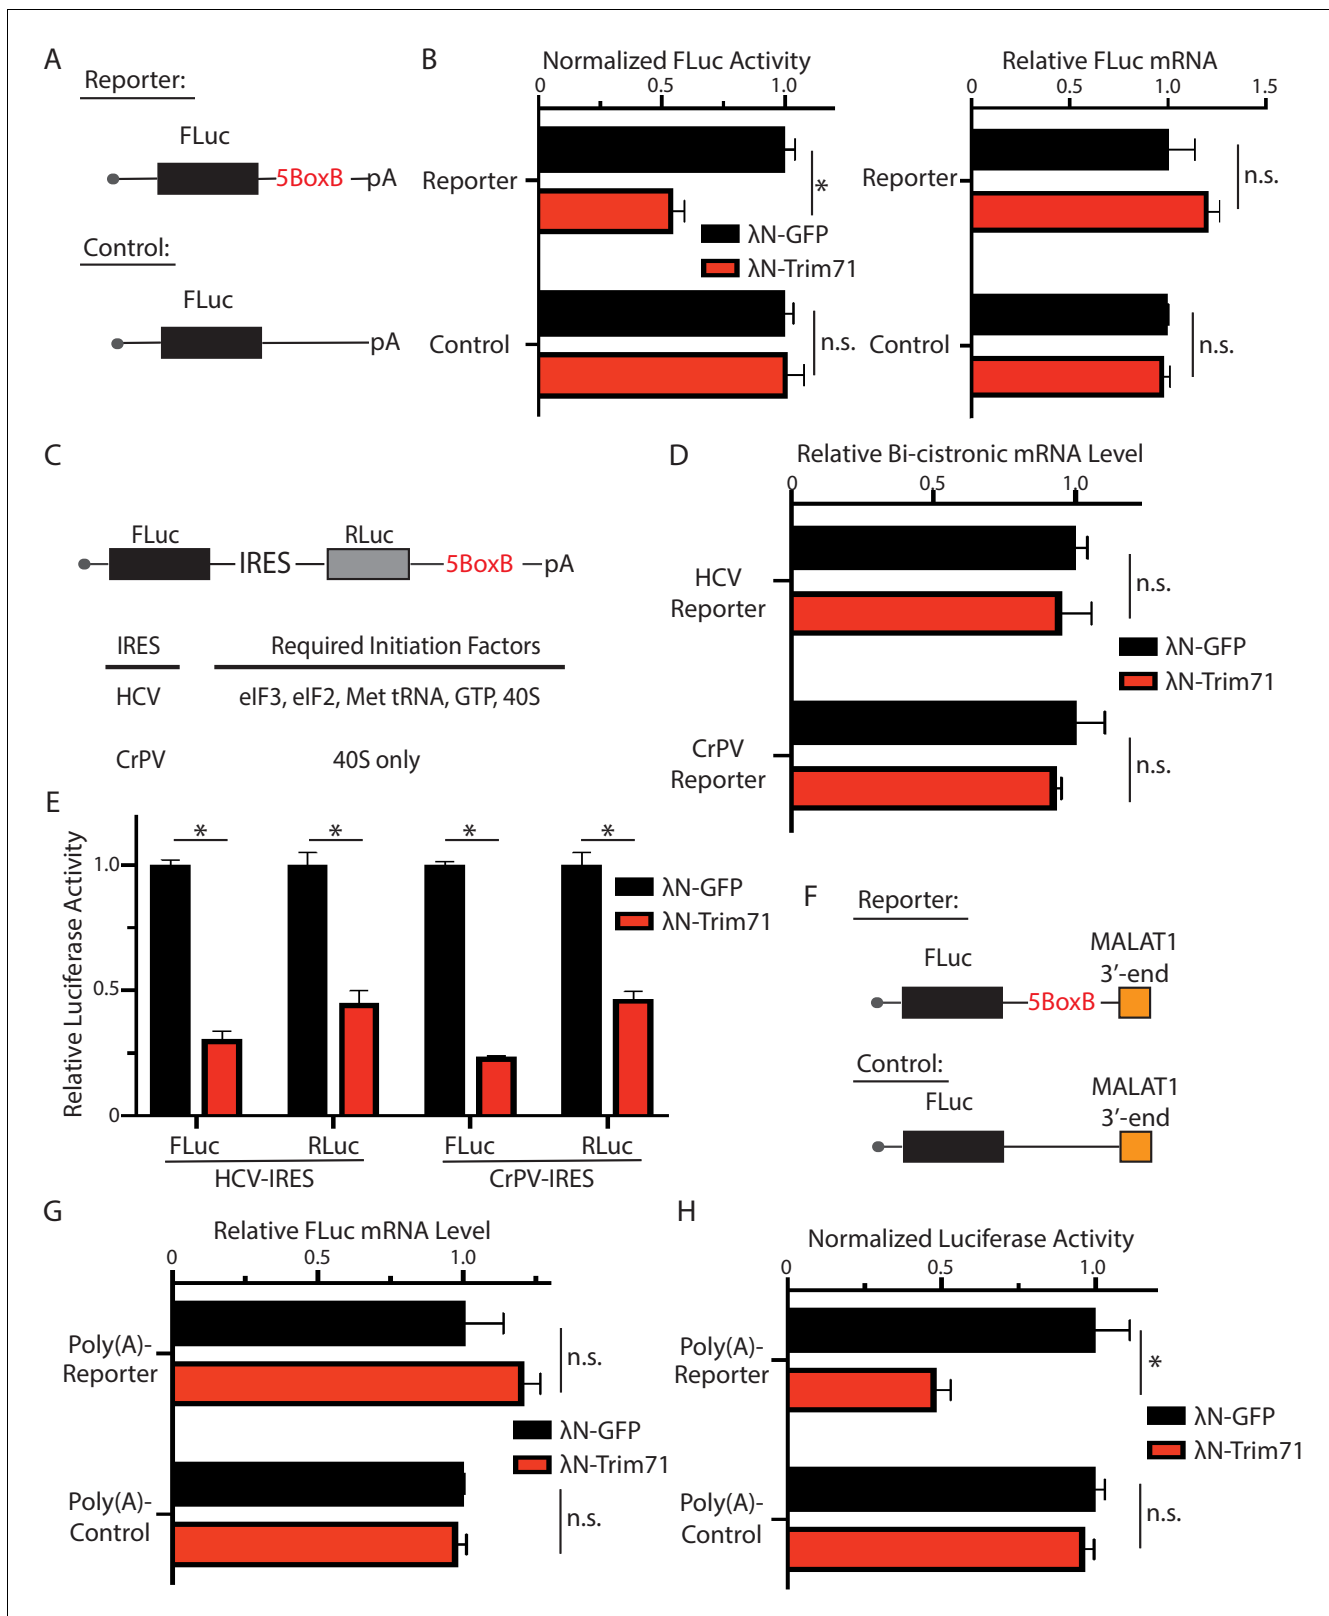 A
Reporter:
FLuc
5BoxB
pA
Control:
FLuc
pA
B
Normalized FLuc Activity
0
0.5
1.0
Reporter
*
λN-GFP
λN-Trim71
Control
n.s.
Relative FLuc mRNA
0
0.5
1.0
1.5
Reporter
n.s.
Control
n.s.
C
FLuc
IRES
RLuc
5BoxB
pA
IRES
Required Initiation Factors
HCV
eIF3, eIF2, Met tRNA, GTP, 40S
CrPV
40S only
D
Relative Bi-cistronic mRNA Level
0
0.5
1.0
HCV
Reporter
n.s.
λN-GFP
λN-Trim71
CrPV
Reporter
n.s.
E
Relative Luciferase Activity
1.0
0.5
0
*
*
*
*
λN-GFP
λN-Trim71
FLuc
RLuc
FLuc
RLuc
HCV-IRES
CrPV-IRES
F
Reporter:
FLuc
5BoxB
MALAT1
3’-end
Control:
FLuc
MALAT1
3’-end
G
Relative FLuc mRNA Level
0
0.5
1.0
Poly(A)-
Reporter
n.s.
λN-GFP
λN-Trim71
Poly(A)-
Control
n.s.
H
Normalized Luciferase Activity
0
0.5
1.0
Poly(A)-
Reporter
*
λN-GFP
λN-Trim71
Poly(A)-
Control
n.s.